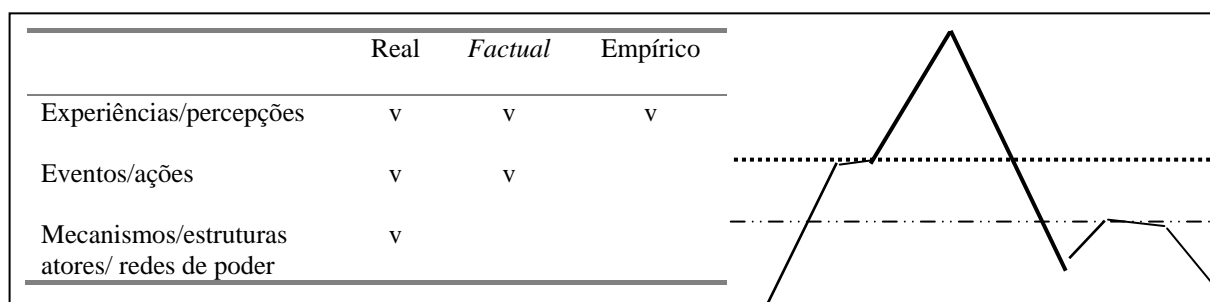 Real Factual Empírico
Experiências/percepções v v v
Eventos/ações v v
Mecanismos/estruturas v
atores/ redes de poder